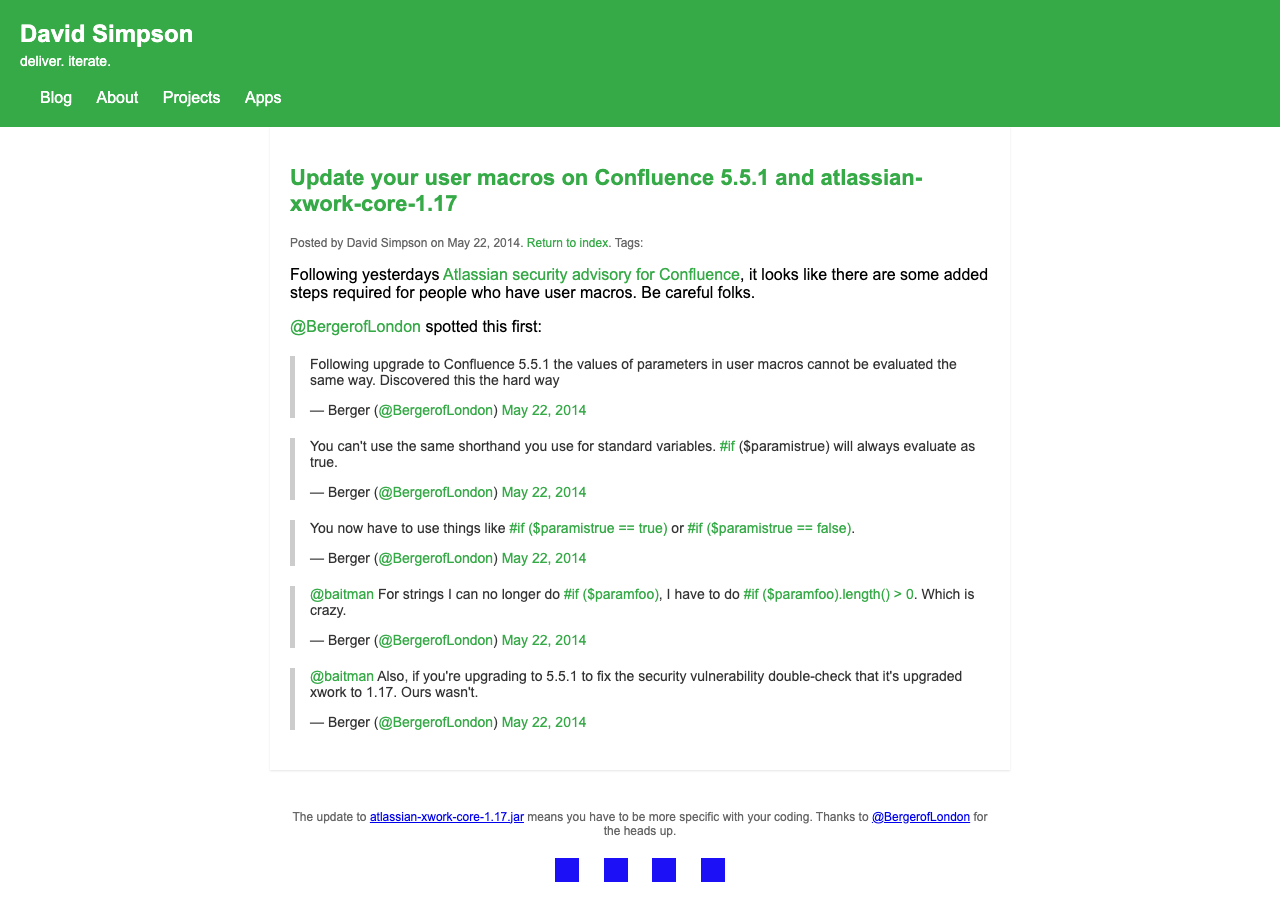 David Simpson
deliver. iterate.
Blog About Projects Apps
Update your user macros on Confluence 5.5.1 and atlassian-
xwork-core-1.17
Posted by David Simpson on May 22, 2014. Return to index. Tags:
Following yesterdays Atlassian security advisory for Confluence, it looks like there are some added
steps required for people who have user macros. Be careful folks.
@BergerofLondon spotted this first:
Following upgrade to Confluence 5.5.1 the values of parameters in user macros cannot be evaluated the
same way. Discovered this the hard way
— Berger (@BergerofLondon) May 22, 2014
You can't use the same shorthand you use for standard variables. #if ($paramistrue) will always evaluate as
true.
— Berger (@BergerofLondon) May 22, 2014
You now have to use things like #if ($paramistrue == true) or #if ($paramistrue == false).
— Berger (@BergerofLondon) May 22, 2014
@baitman For strings I can no longer do #if ($paramfoo), I have to do #if ($paramfoo).length() > 0. Which is
crazy.
— Berger (@BergerofLondon) May 22, 2014
@baitman Also, if you're upgrading to 5.5.1 to fix the security vulnerability double-check that it's upgraded
xwork to 1.17. Ours wasn't.
— Berger (@BergerofLondon) May 22, 2014
The update to atlassian-xwork-core-1.17.jar means you have to be more specific with your coding. Thanks to @BergerofLondon for
the heads up.